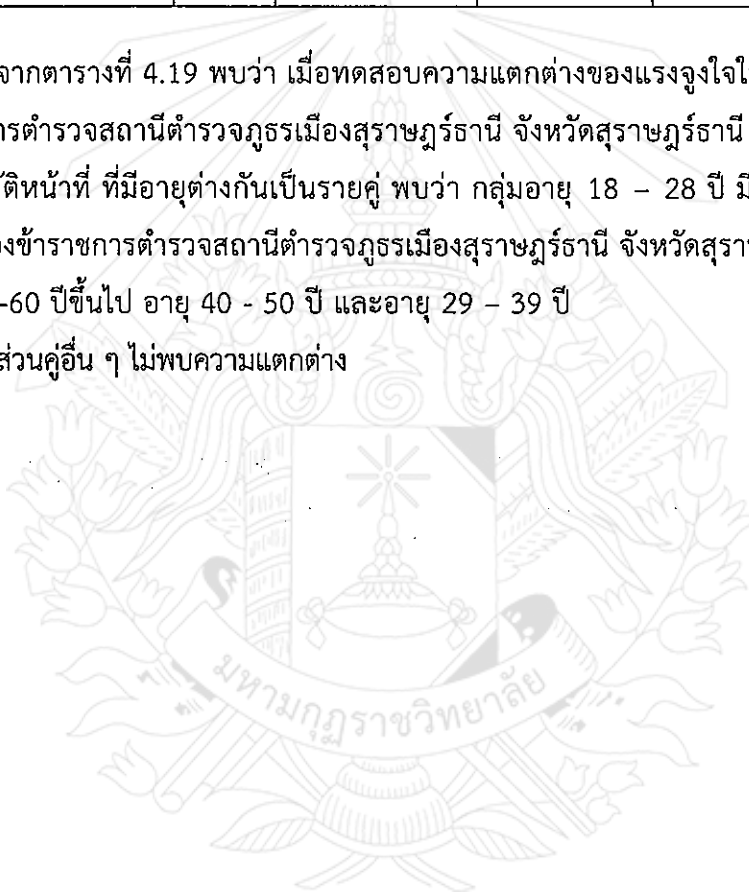 จากตารางที่ 4.19 พบว่า เมื่อทดสอบความแตกต่างของแรงจูงใจใ
ารตำรวจสถานีตำรวจภูธรเมืองสุราษฎร์ธานี จังหวัดสุราษฎร์ธานี
ัติหน้าที่ ที่มีอายุต่างกันเป็นรายคู่ พบว่า กลุ่มอายุ 18 – 28 ปี มี
องข้าราชการตำรวจสถานีตำรวจภูธรเมืองสุราษฎร์ธานี จังหวัดสุรา
-60 ปีขึ้นไป อายุ 40 - 50 ปี และอายุ 29 – 39 ปี
ส่วนคู่อื่น ๆ ไม่พบความแตกต่าง
มหามกุฏราชวิทยาลัย